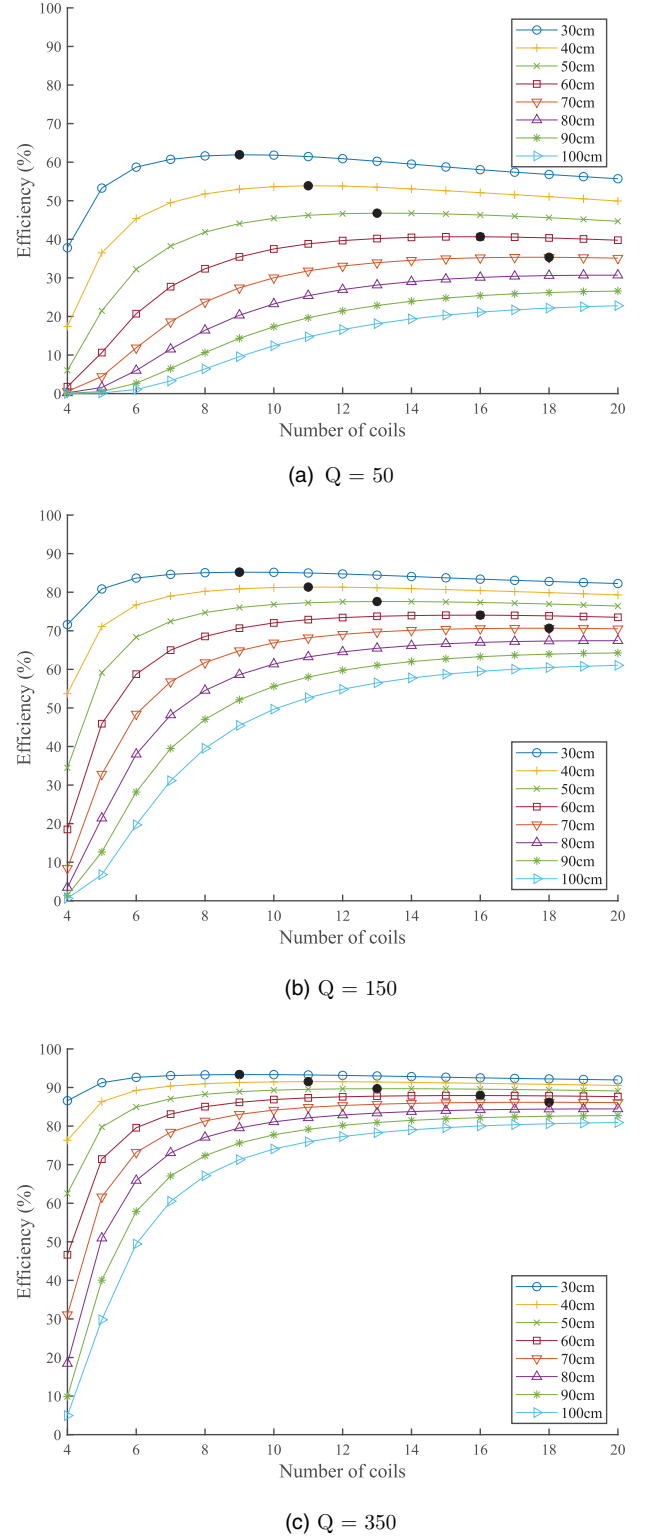 100
90
80
70
60
50
40
30
20
10
0
Efficiency (%)
4 6 8 10 12 14 16 18 20
Number of coils
30cm
40cm
50cm
60cm
70cm
80cm
90cm
100cm
(a) Q = 50
100
90
80
70
60
50
40
30
20
10
0
Efficiency (%)
4 6 8 10 12 14 16 18 20
Number of coils
30cm
40cm
50cm
60cm
70cm
80cm
90cm
100cm
(b) Q = 150
100
90
80
70
60
50
40
30
20
10
0
Efficiency (%)
4 6 8 10 12 14 16 18 20
Number of coils
30cm
40cm
50cm
60cm
70cm
80cm
90cm
100cm
(c) Q = 350